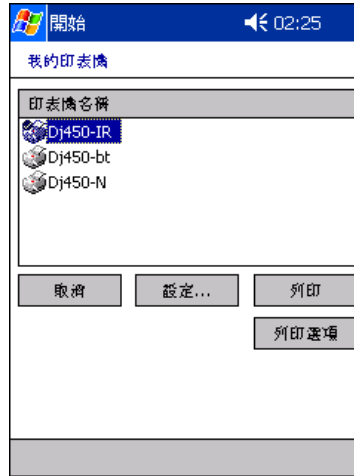 開始 02:25
我的印表機
印表機名稱
Dj450-IR
Dj450-bt
Dj450-N
取消 設定... 列印
列印選項